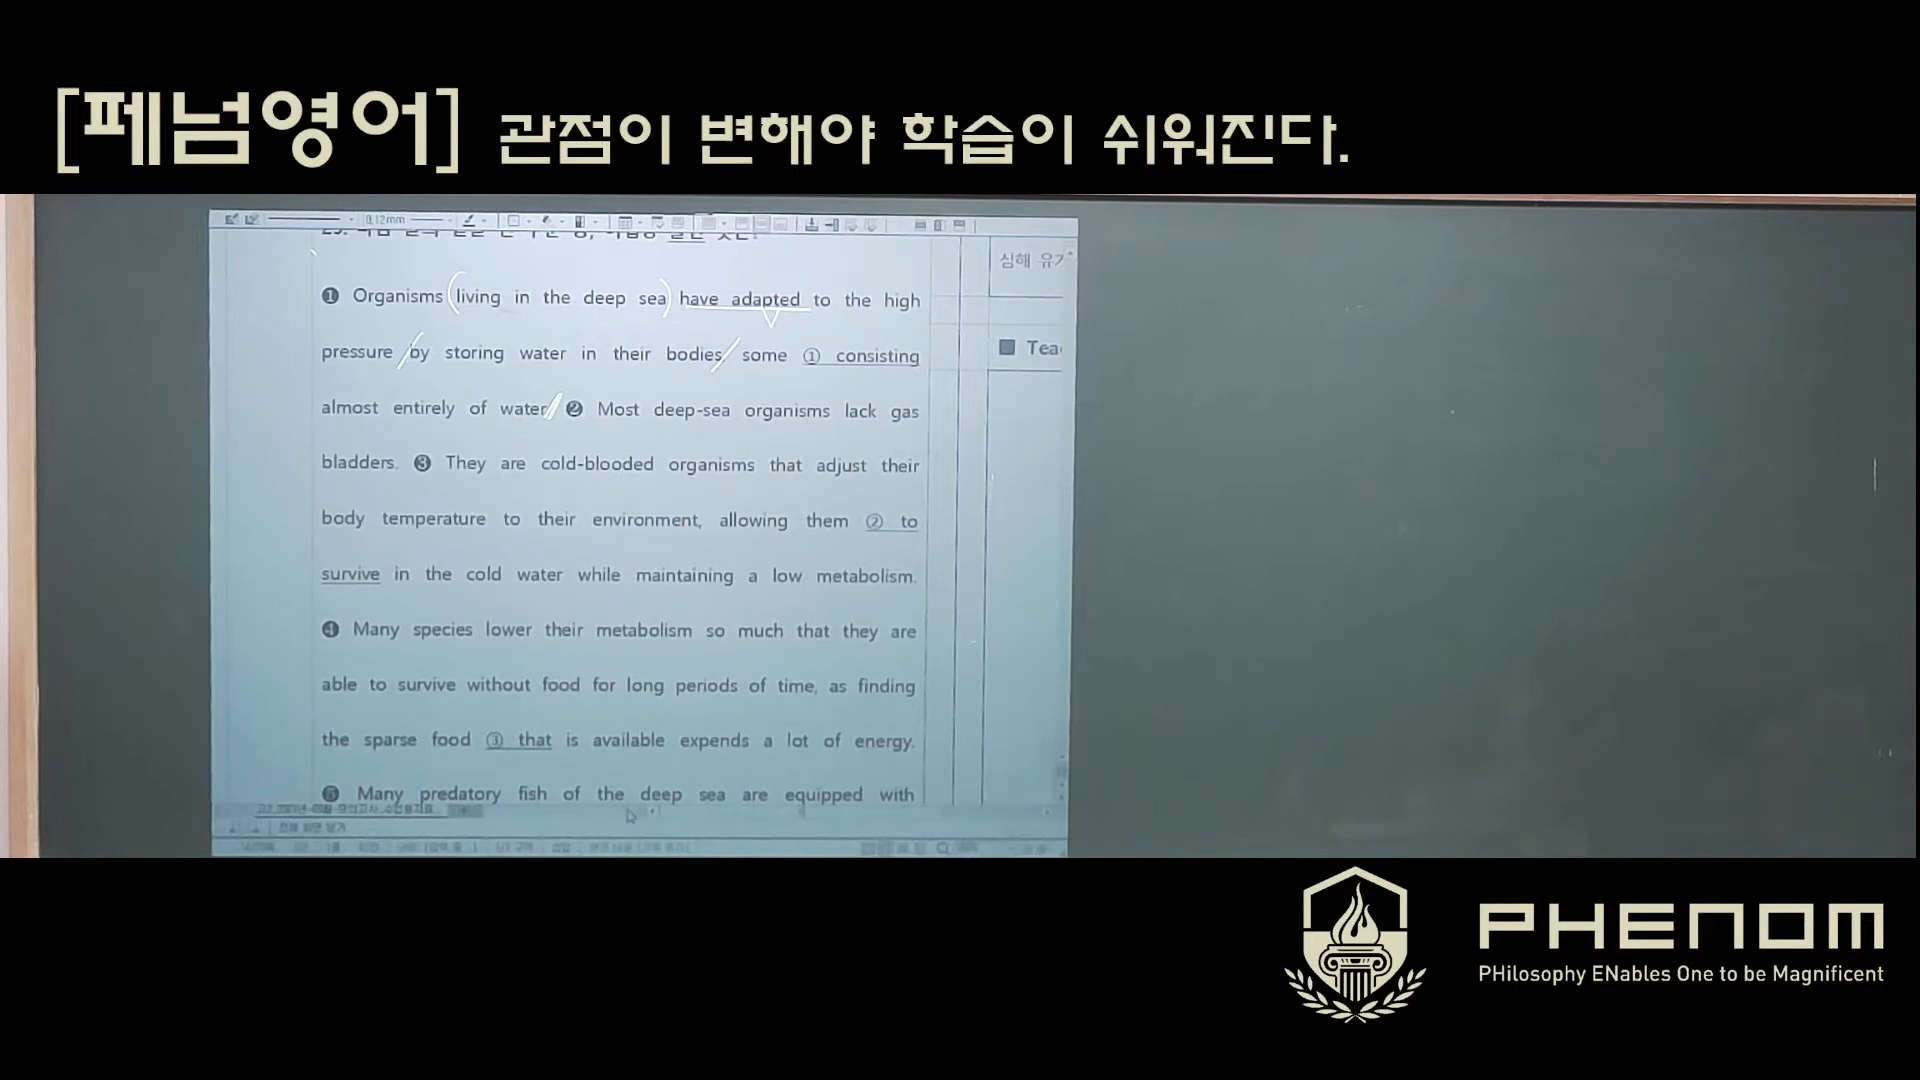 [페넘영어] 관점이 변해야 학습이 쉬워진다.
0.12mm
심해 유기
❶ Organisms living in the deep sea have adapted to the high
pressure by storing water in their bodies, some ① consisting
■ Tea
almost entirely of water. ❷ Most deep-sea organisms lack gas
bladders. ❸ They are cold-blooded organisms that adjust their
body temperature to their environment, allowing them ② to
survive in the cold water while maintaining a low metabolism.
❹ Many species lower their metabolism so much that they are
able to survive without food for long periods of time, as finding
the sparse food ③ that is available expends a lot of energy.
❺ Many predatory fish of the deep sea are equipped with
PHENOM
PHilosophy ENables One to be Magnificent